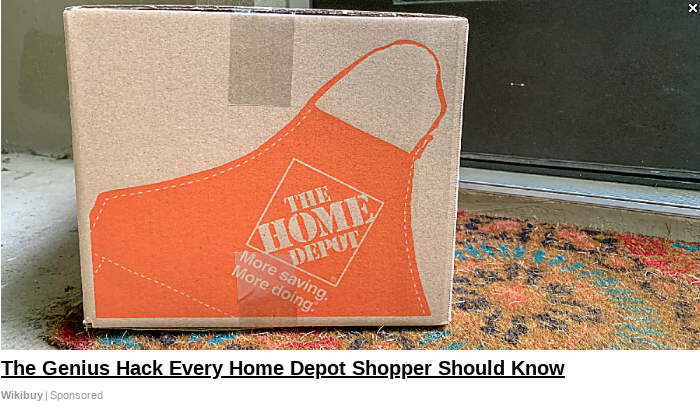 THE
HOME
DEPOT
More saving.
More doing.
The Genius Hack Every Home Depot Shopper Should Know
Wikibuy | Sponsored